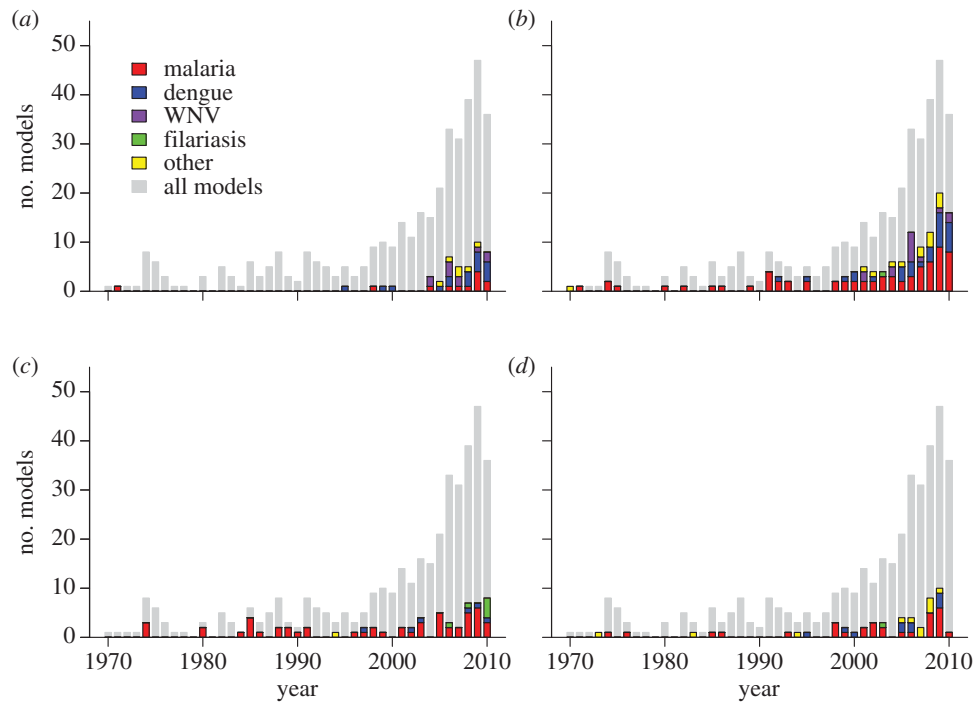 (a)
(b)
50
40
30
20
10
0
no. models
malaria
dengue
WNV
filariasis
other
all models
(c)
(d)
50
40
30
20
10
0
no. models
1970 1980 1990 2000 2010
year
1970 1980 1990 2000 2010
year